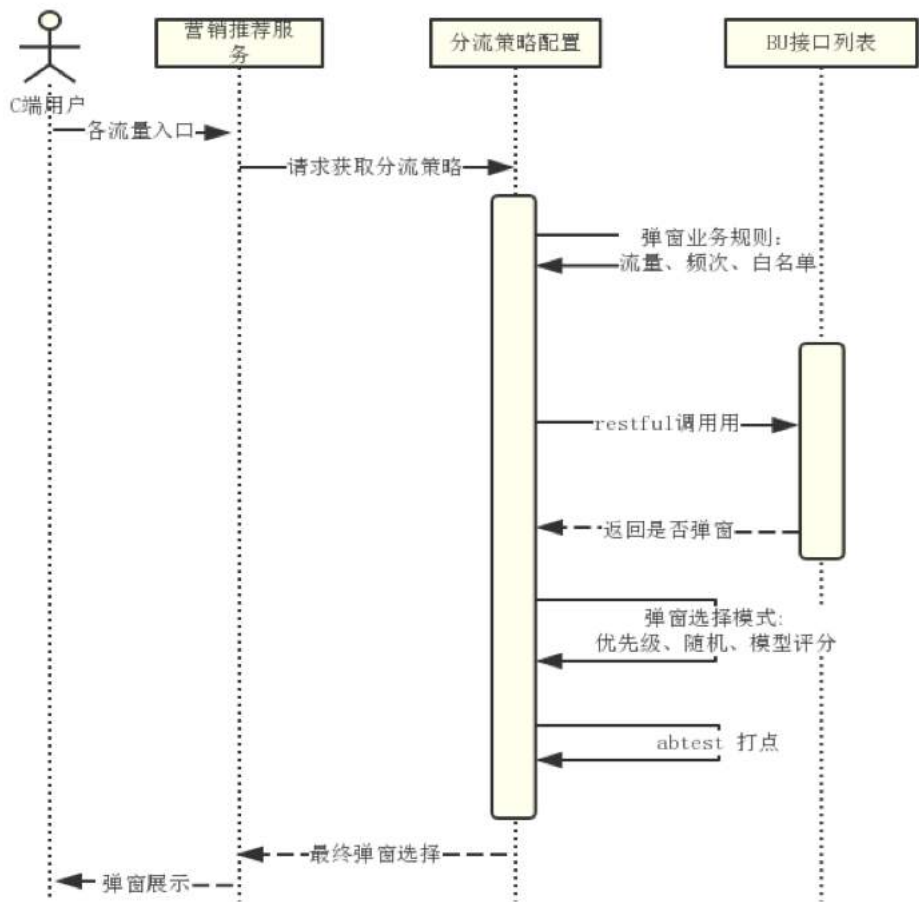 营销推荐服
务
分流策略配置
BU接口列表
C端用户
各流量入口
请求获取分流策略
弹窗业务规则:
流量、频次、白名单
restful调用用
返回是否弹窗
弹窗选择模式:
优先级、随机、模型评分
abtest 打点
最终弹窗选择
弹窗展示